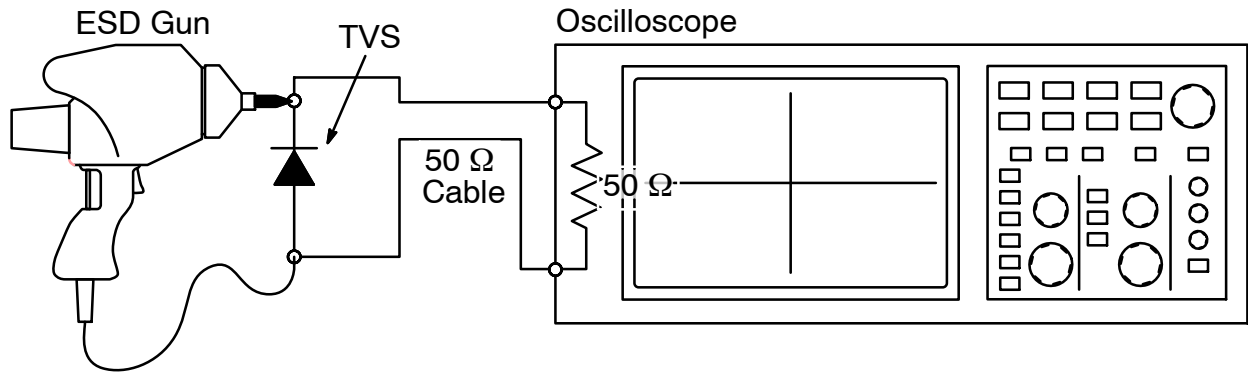 ESD Gun
TVS
Oscilloscope
50 Ω
Cable
50 Ω